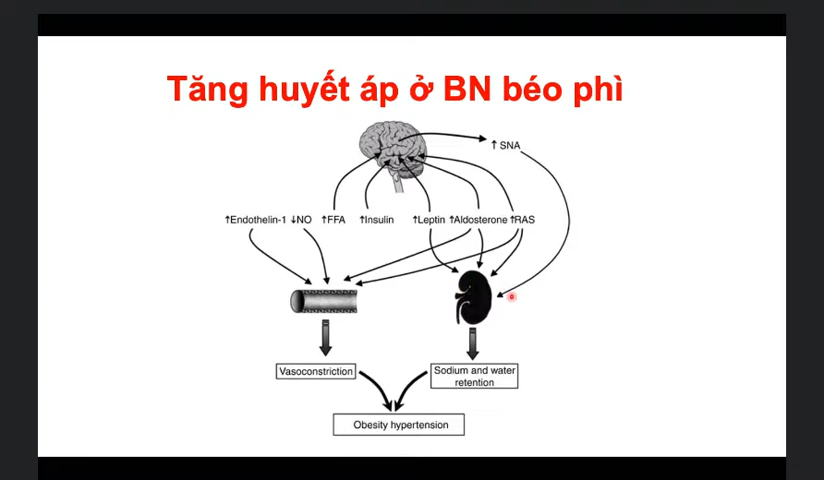 Tăng huyết áp ở BN béo phì
↑SNA
↑Endothelin-1 ↓NO ↑FFA ↑Insulin ↑Leptin ↑Aldosterone ↑RAS
Vasoconstriction
Sodium and water
retention
Obesity hypertension